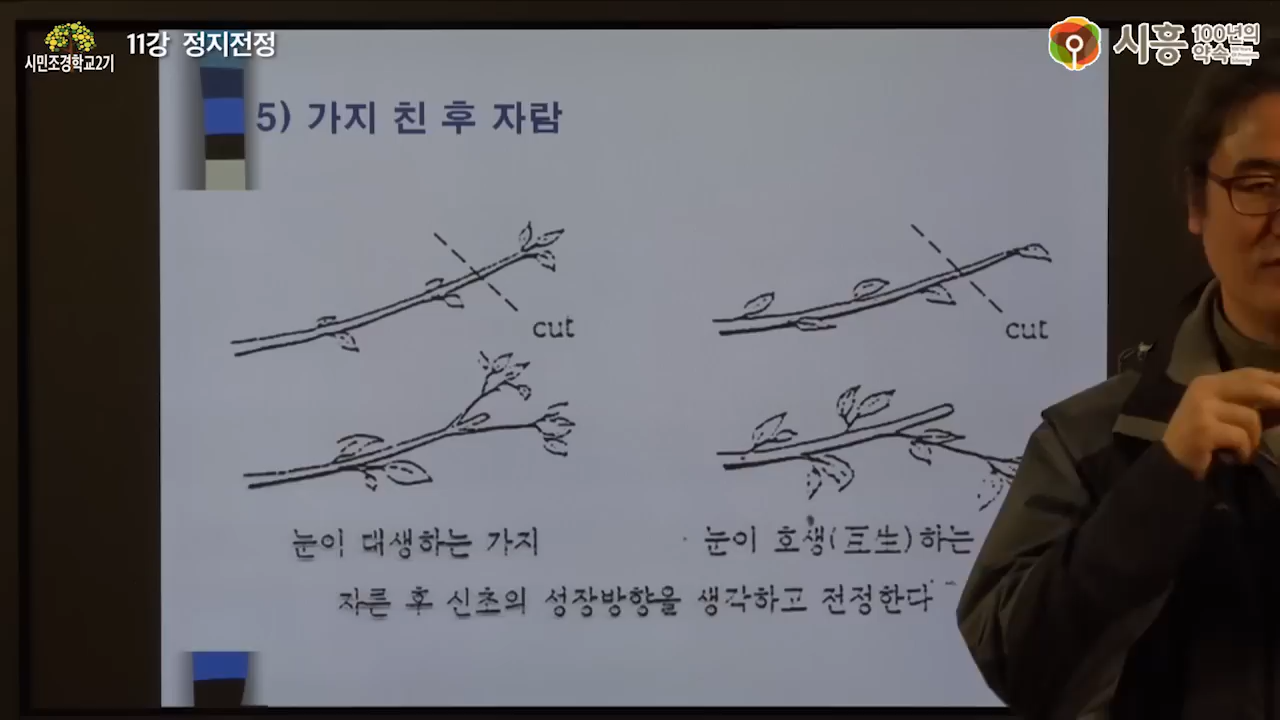 시민조경학교2기
11강 정지전정
시흥 100년의 약속
5) 가지 친 후 자람
cut
cut
눈이 대생하는 가지
눈이 호생(互生)하는
자른 후 신초의 성장방향을 생각하고 전정한다